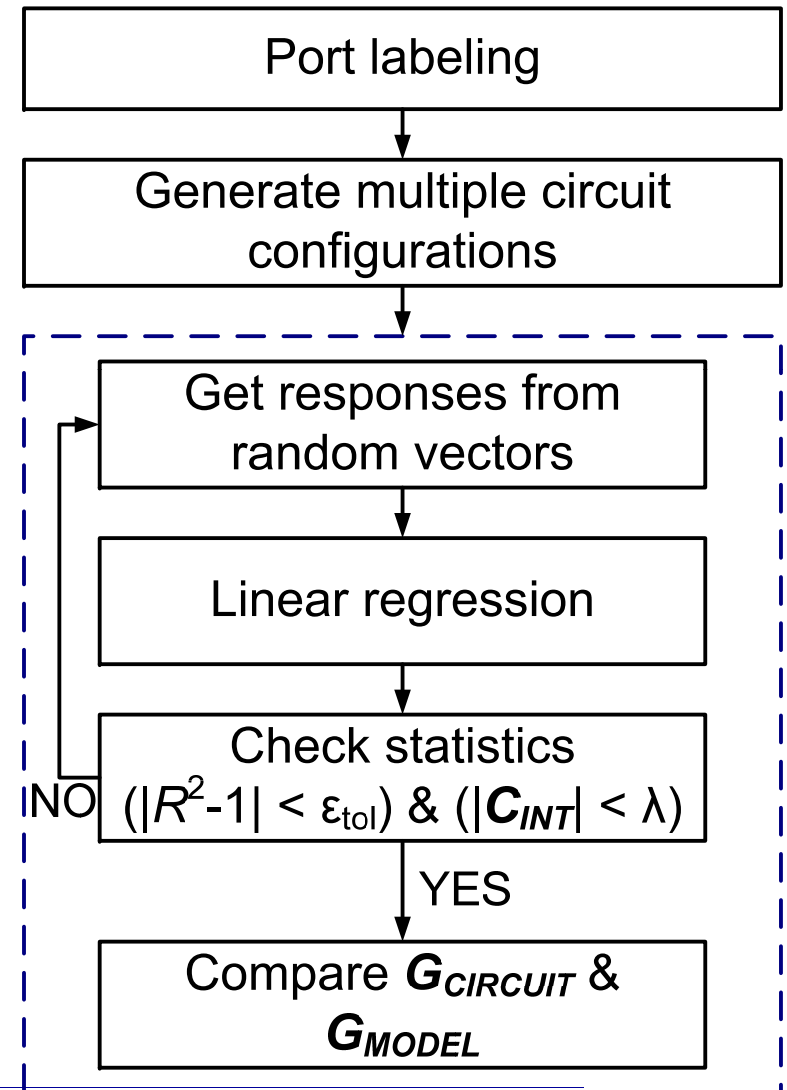 Port labeling
Generate multiple circuit
configurations
Get responses from
random vectors
Linear regression
Check statistics
NO (|R²-1| < εtol) & (|CINT| < λ)
YES
Compare GCIRCUIT &
GMODEL